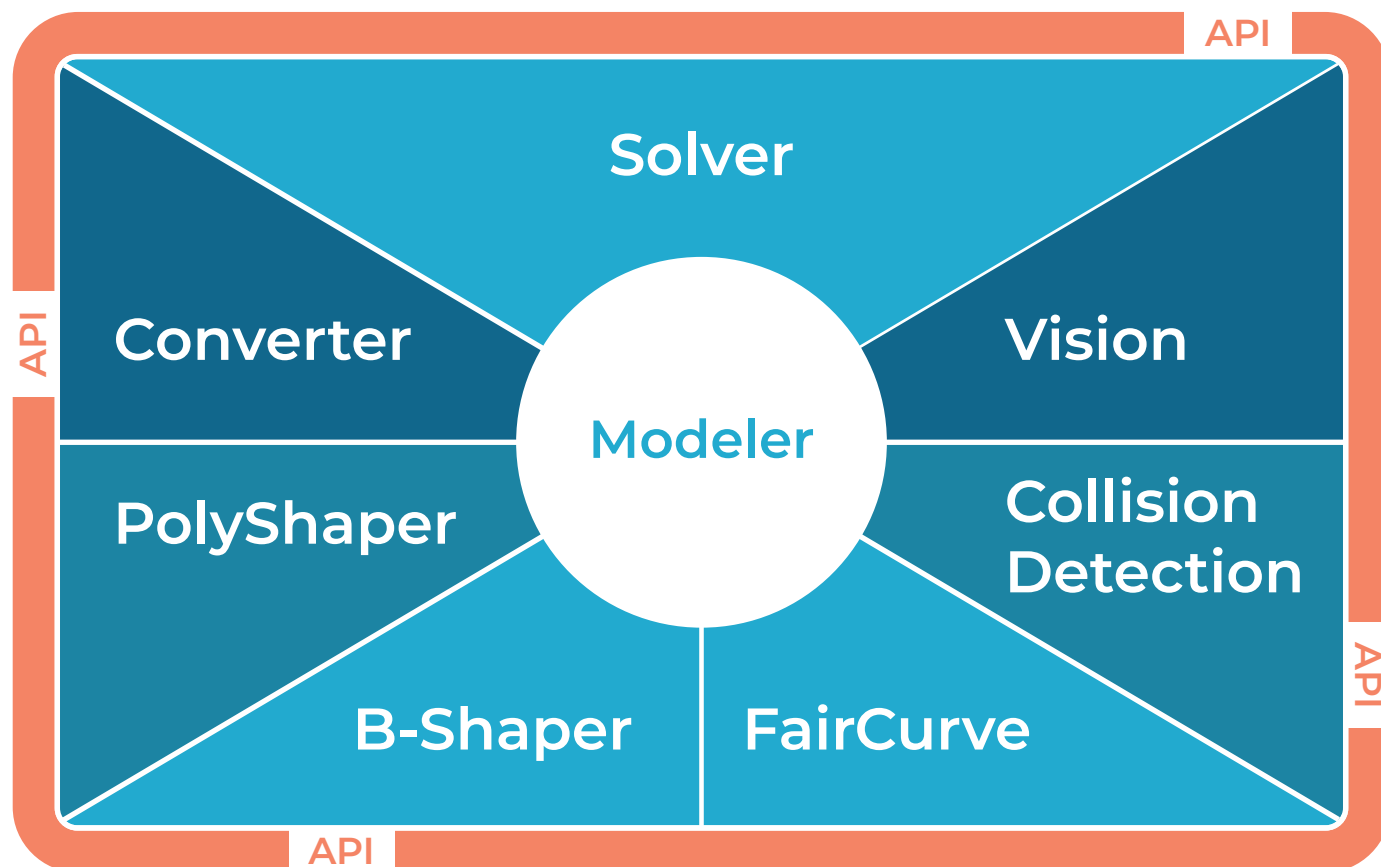 API
Solver
API
Converter
Vision
Modeler
PolyShaper
Collision
Detection
API
B-Shaper
FairCurve
API